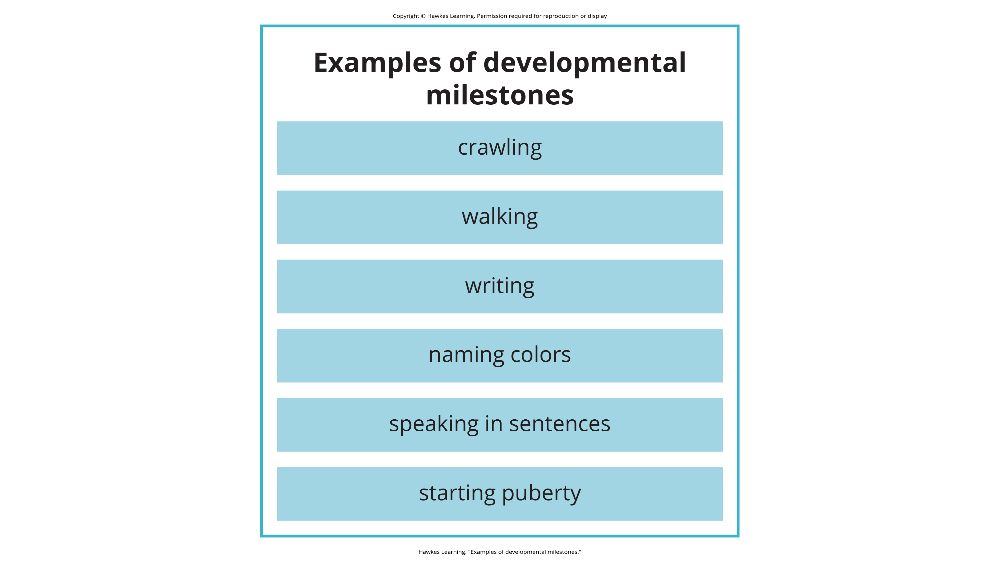 Copyright © Hawkes Learning. Permission required for reproduction or display
Examples of developmental
milestones
crawling
walking
writing
naming colors
speaking in sentences
starting puberty
Hawkes Learning. "Examples of developmental milestones."